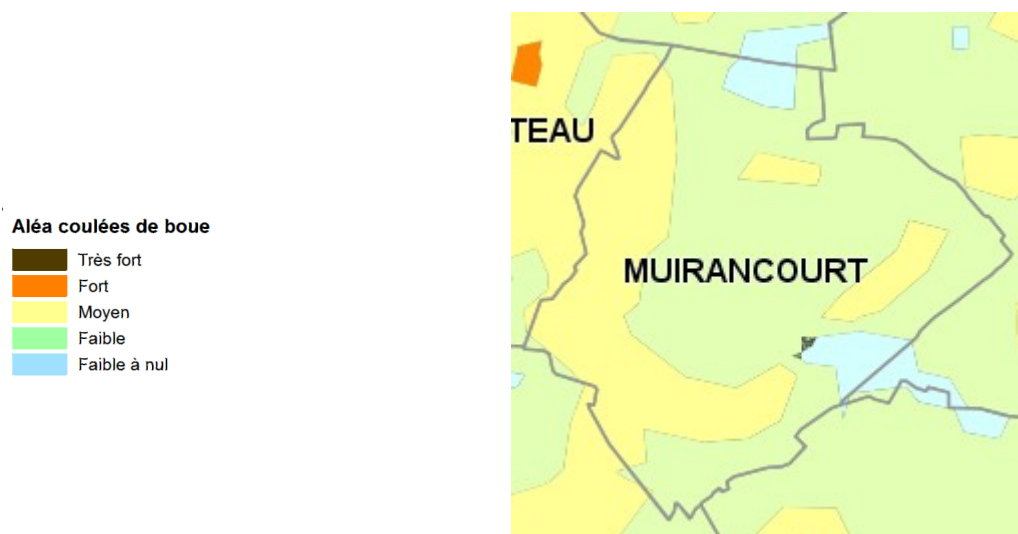 Aléa coulées de boue
Très fort
Fort
Moyen
Faible
Faible à nul
TEAU
MUIRANCOURT